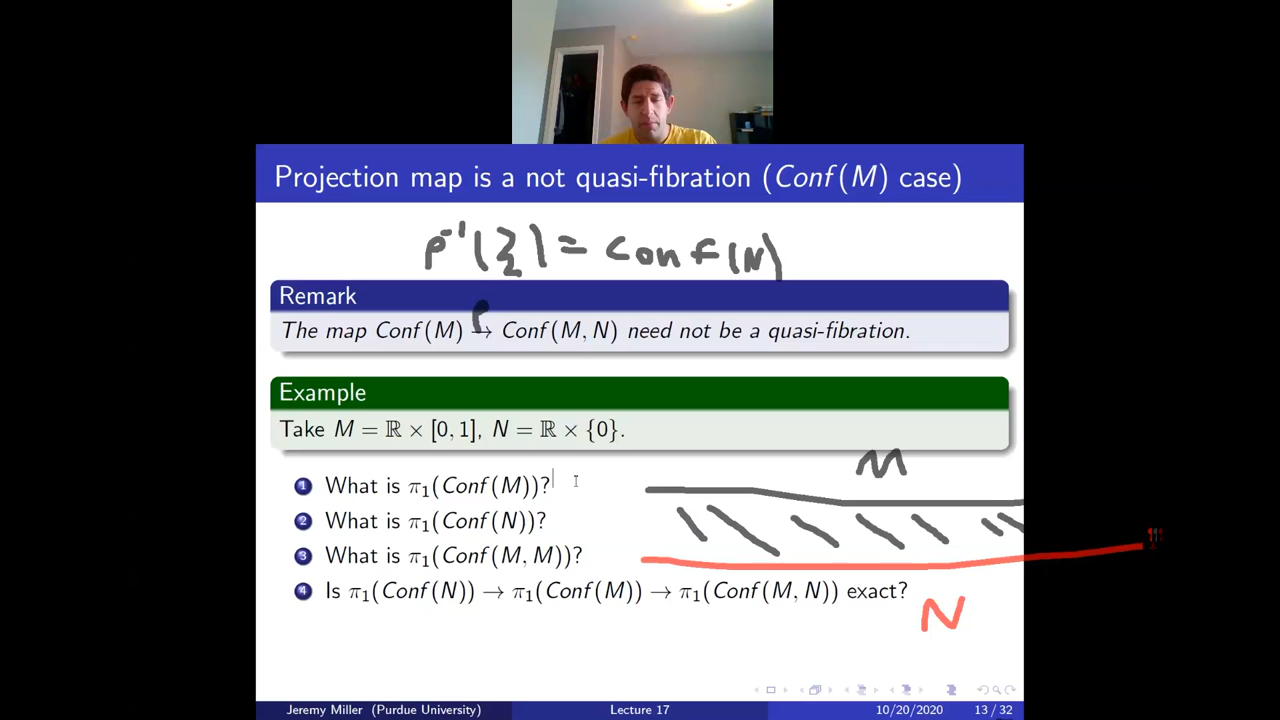 Projection map is a not quasi-fibration (Conf(M) case)
p⁻¹(ξ) = Conf(N)
Remark
p
The map Conf(M) → Conf(M, N) need not be a quasi-fibration.
Example
Take M = ℝ × [0, 1], N = ℝ × {0}.
M
1 What is π₁(Conf(M))?
2 What is π₁(Conf(N))?
3 What is π₁(Conf(M, M))?
4 Is π₁(Conf(N)) → π₁(Conf(M)) → π₁(Conf(M, N)) exact?
N
Jeremy Miller (Purdue University) Lecture 17 10/20/2020 13 / 32